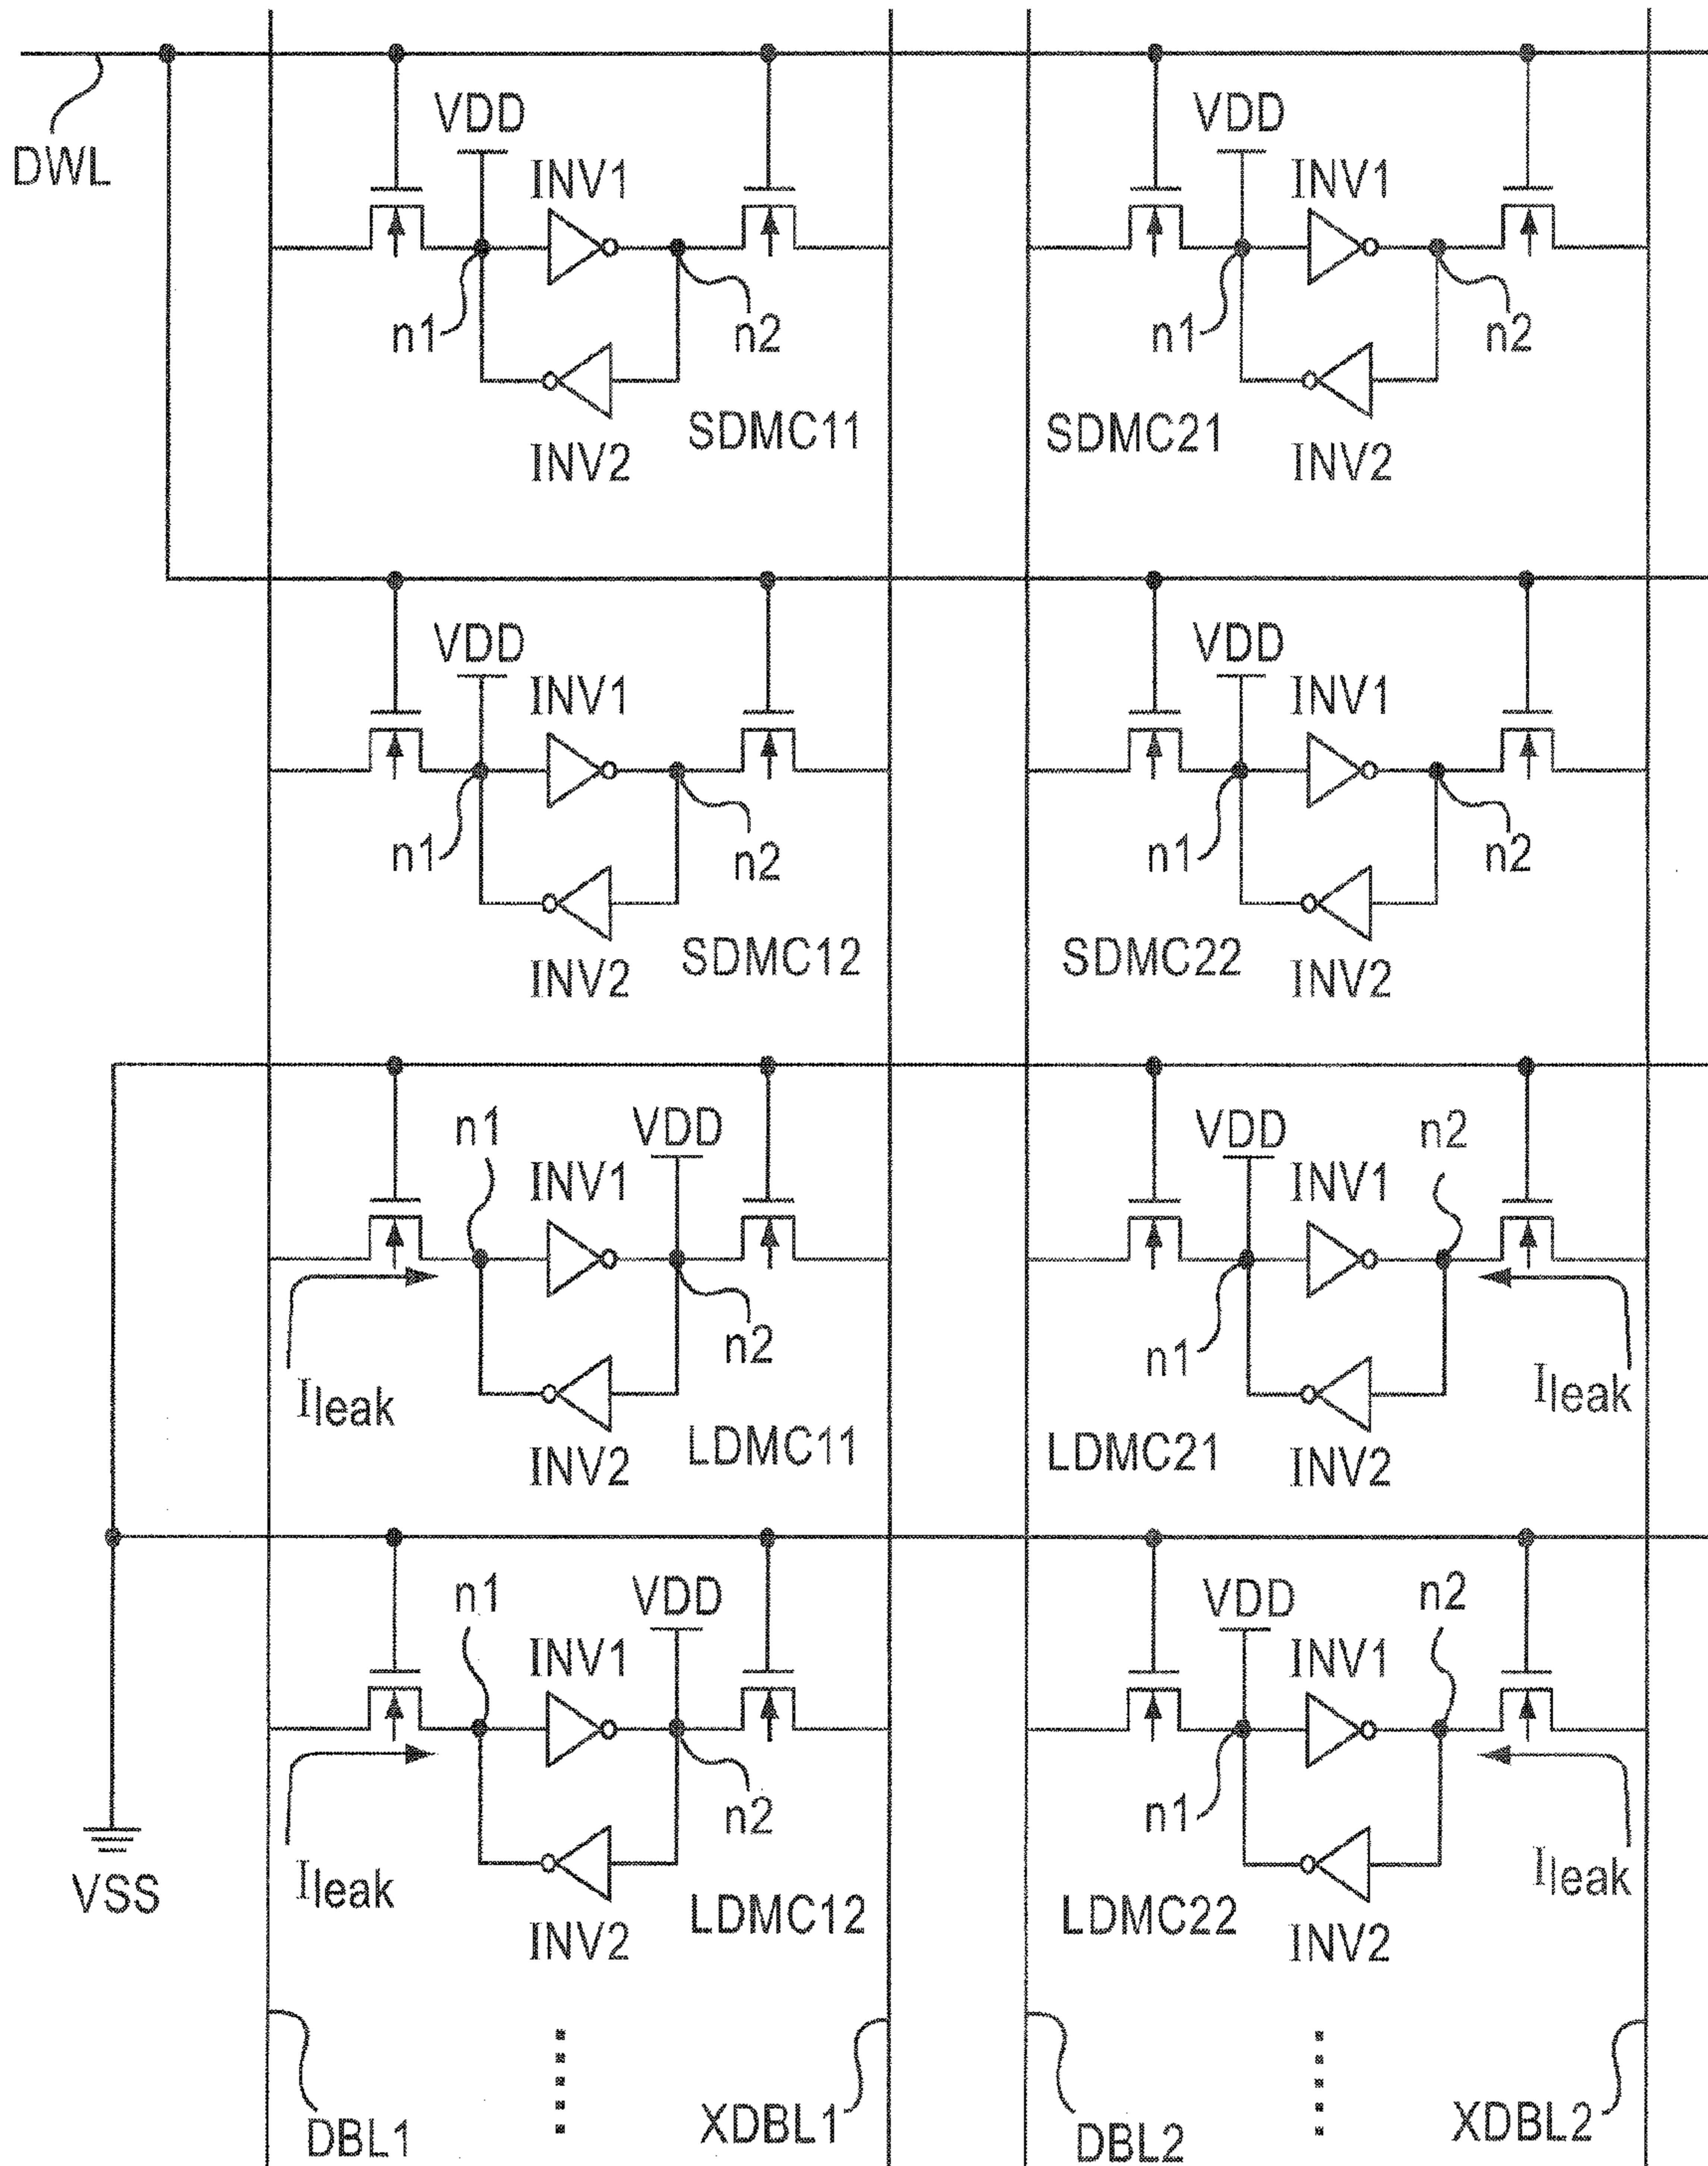 DWL
VDD
INV1
n1
n2
INV2
SDMC11
VDD
INV1
n1
n2
SDMC21
INV2
VDD
INV1
n1
n2
INV2
SDMC12
VDD
INV1
n1
n2
SDMC22
INV2
n1
VDD
INV1
n2
Ileak
INV2
LDMC11
VDD
n2
INV1
n1
Ileak
LDMC21
INV2
n1
VDD
INV1
n2
VSS
Ileak
INV2
LDMC12
VDD
n2
INV1
n1
Ileak
LDMC22
INV2
DBL1
XDBL1
DBL2
XDBL2